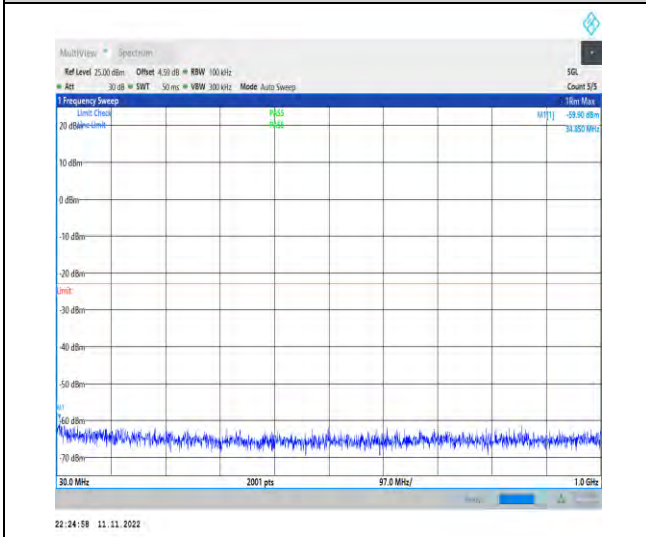 MultiView Spectrum
Ref Level 25.00 dBm Offset 4.50 dB RBW 100 kHz SGL
Att 30 dB SWT 50 ms VBW 300 kHz Mode Auto Sweep Count 5/5
1 Frequency Sweep 1Rm Max
Limit Check PASS M1[1] -59.90 dBm
20 dBm Line Limit PASS 34.850 MHz
10 dBm
0 dBm
-10 dBm
-20 dBm
Limit
-30 dBm
-40 dBm
-50 dBm
M1
-60 dBm
-70 dBm
30.0 MHz 2001 pts 97.0 MHz/ 1.0 GHz
22:24:58 11.11.2022